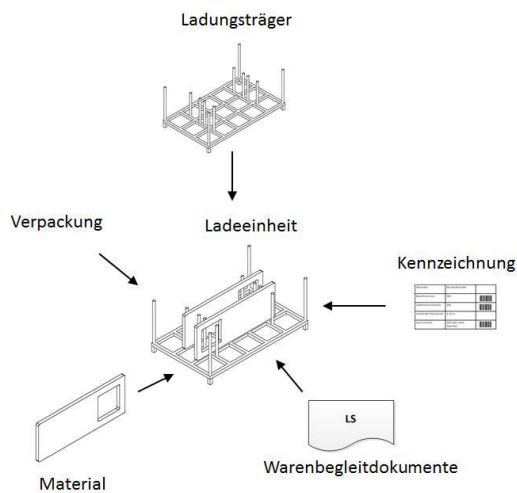 Ladungsträger
Verpackung
Ladeeinheit
Kennzeichnung
LS
Warenbegleitdokumente
Material